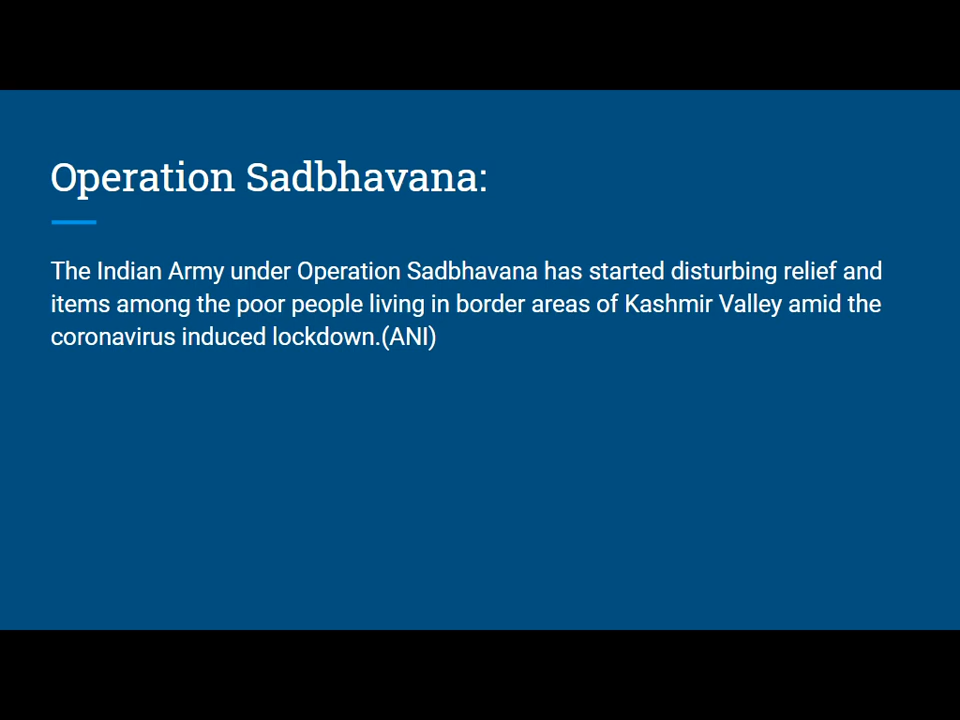 Operation Sadbhavana:
The Indian Army under Operation Sadbhavana has started disturbing relief and
items among the poor people living in border areas of Kashmir Valley amid the
coronavirus induced lockdown.(ANI)